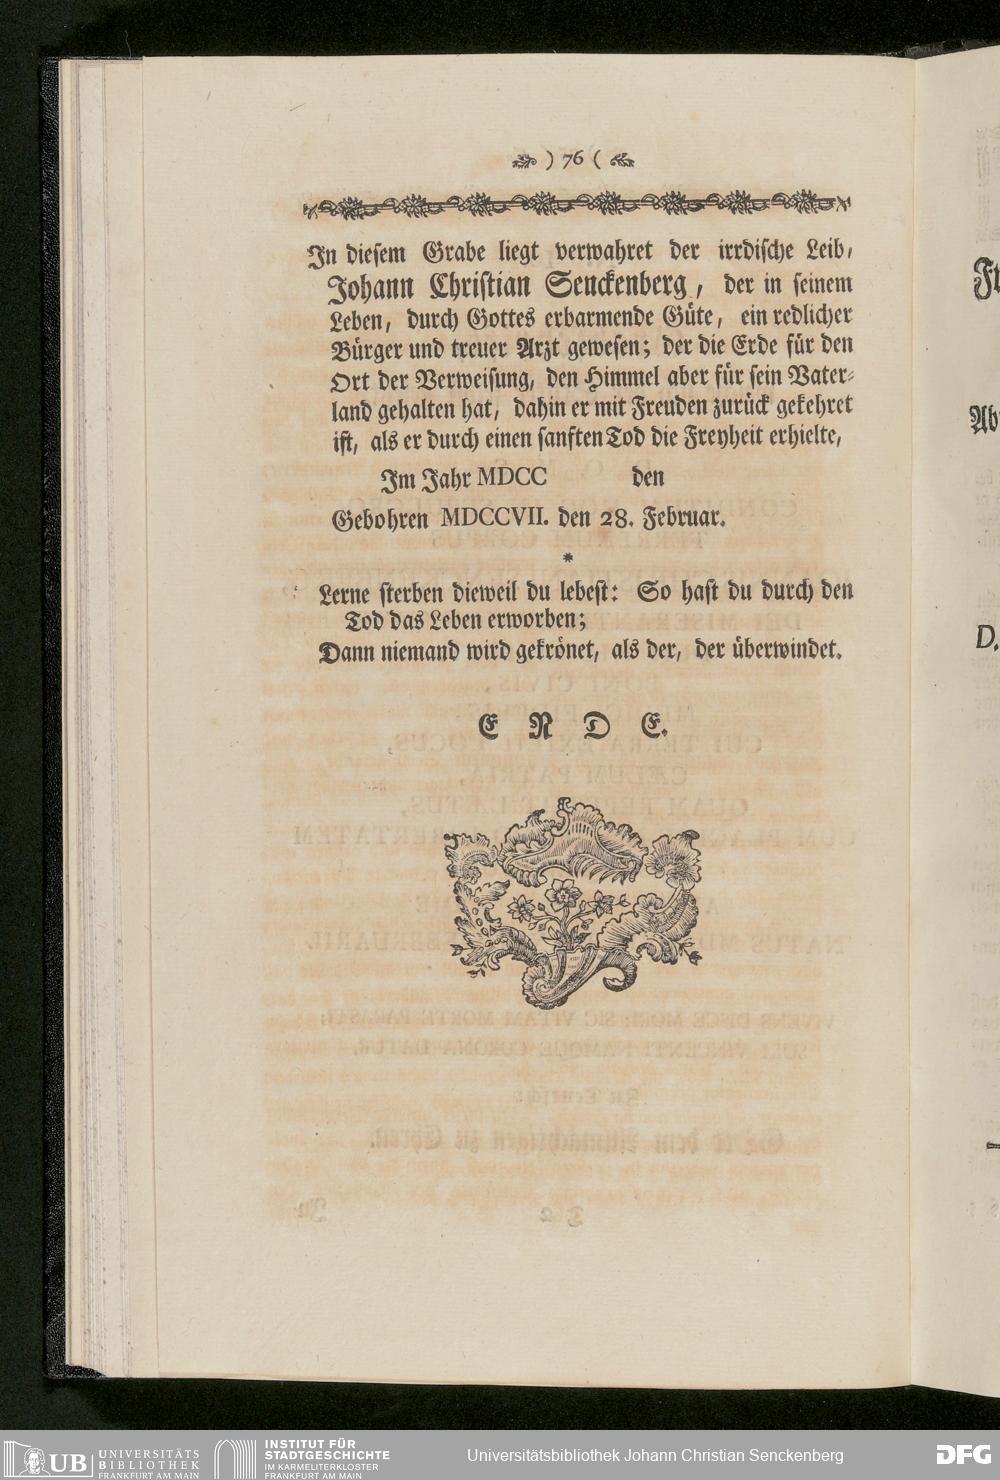 ) 76 (
In diesem Grabe liegt verwahret der irrdische Leib,
Johann Christian Senckenberg, der in seinem
Leben, durch Gottes erbarmende Güte, ein redlicher
Bürger und treuer Arzt gewesen; der die Erde für den
Ort der Verweisung, den Himmel aber für sein Vater-
land gehalten hat, dahin er mit Freuden zurück gekehret
ist, als er durch einen sanften Tod die Freyheit erhielte,
Im Jahr MDCC den
Gebohren MDCCVII. den 28. Februar.
*
Lerne sterben dieweil du lebest: So hast du durch den
Tod das Leben erworben;
Dann niemand wird gekrönet, als der, der überwindet.
E N D E.
Ab
D.
UB UNIVERSITÄTS
BIBLIOTHEK
FRANKFURT AM MAIN
INSTITUT FÜR
STADTGESCHICHTE
IM KARMELITERKLOSTER
FRANKFURT AM MAIN
Universitätsbibliothek Johann Christian Senckenberg
DFG